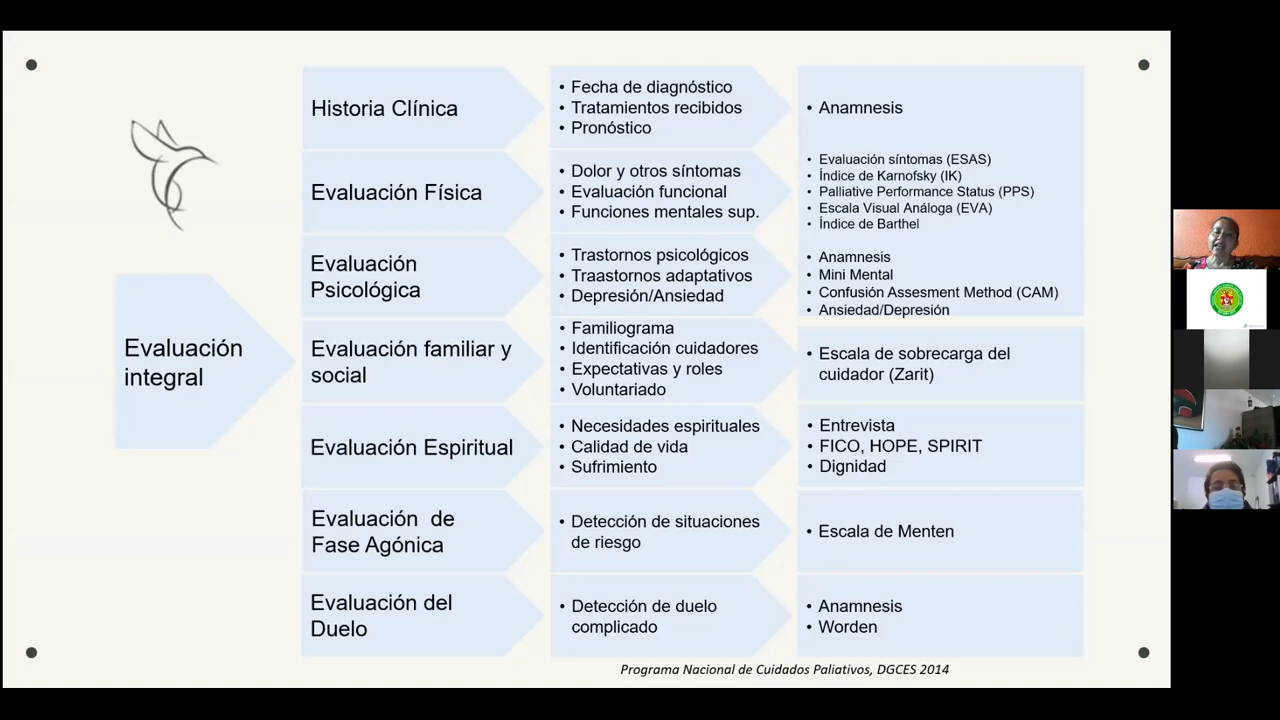 Evaluación
integral
Historia Clínica
• Fecha de diagnóstico
• Tratamientos recibidos
• Pronóstico
• Anamnesis
Evaluación Física
• Dolor y otros síntomas
• Evaluación funcional
• Funciones mentales sup.
• Evaluación síntomas (ESAS)
• Índice de Karnofsky (IK)
• Palliative Performance Status (PPS)
• Escala Visual Análoga (EVA)
• Índice de Barthel
Evaluación
Psicológica
• Trastornos psicológicos
• Traastornos adaptativos
• Depresión/Ansiedad
• Anamnesis
• Mini Mental
• Confusión Assesment Method (CAM)
• Ansiedad/Depresión
Evaluación familiar y
social
• Familiograma
• Identificación cuidadores
• Expectativas y roles
• Voluntariado
• Escala de sobrecarga del
cuidador (Zarit)
Evaluación Espiritual
• Necesidades espirituales
• Calidad de vida
• Sufrimiento
• Entrevista
• FICO, HOPE, SPIRIT
• Dignidad
Evaluación de
Fase Agónica
• Detección de situaciones
de riesgo
• Escala de Menten
Evaluación del
Duelo
• Detección de duelo
complicado
• Anamnesis
• Worden
Programa Nacional de Cuidados Paliativos, DGCES 2014